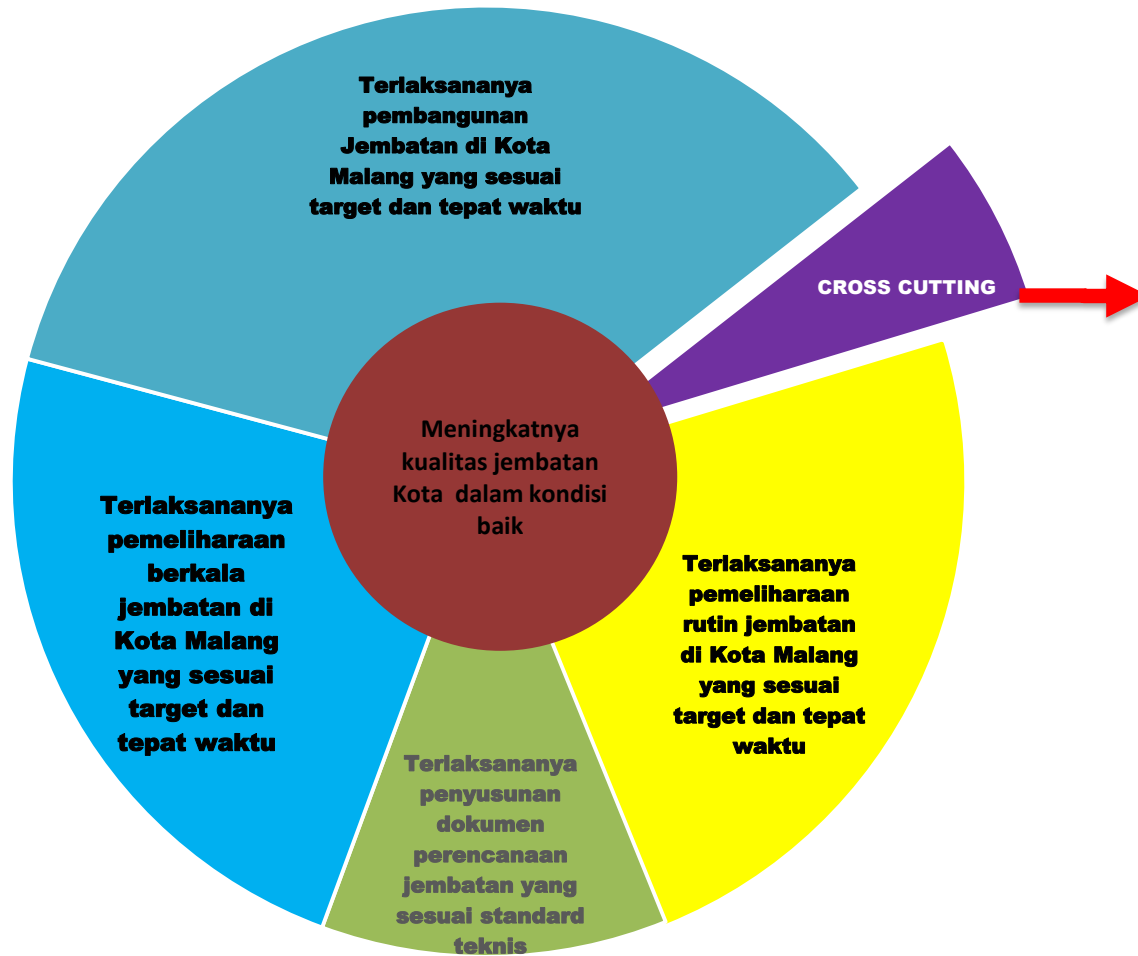 Terlaksananya
pembangunan
Jembatan di Kota
Malang yang sesuai
target dan tepat waktu
CROSS CUTTING
Meningkatnya
kualitas jembatan
Kota dalam kondisi
baik
Terlaksananya
pemeliharaan
berkala
jembatan di
Kota Malang
yang sesuai
target dan
tepat waktu
Terlaksananya
pemeliharaan
rutin jembatan
di Kota Malang
yang sesuai
target dan tepat
waktu
Terlaksananya
penyusunan
dokumen
perencanaan
jembatan yang
sesuai standard
teknis